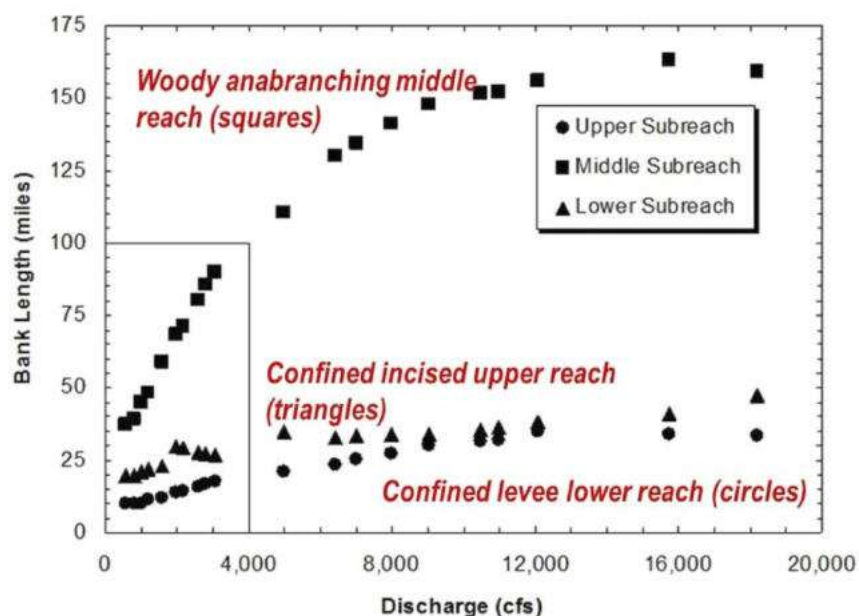 175
Woody anabranching middle
reach (squares)
150
Upper Subreach
Middle Subreach
Lower Subreach
125
100
75
Confined incised upper reach
(triangles)
50
25
Confined levee lower reach (circles)
0
0 4,000 8,000 12,000 16,000 20,000
Bank Length (miles)
Discharge (cfs)